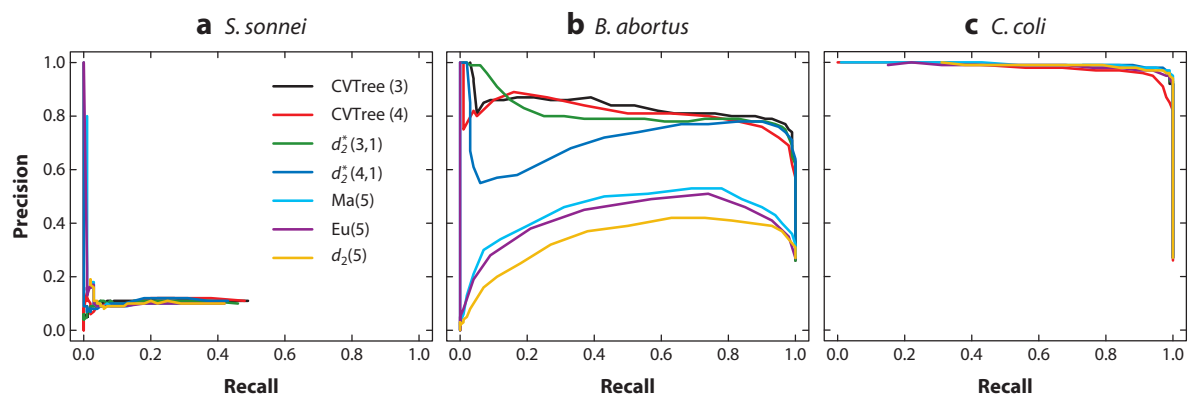 a S. sonnei
b B. abortus
c C. coli
Precision
1.0
0.8
0.6
0.4
0.2
0.0
CVTree (3)
CVTree (4)
d₂*(3,1)
d₂*(4,1)
Ma(5)
Eu(5)
d₂(5)
0.0 0.2 0.4 0.6 0.8 1.0
0.0 0.2 0.4 0.6 0.8 1.0
0.0 0.2 0.4 0.6 0.8 1.0
Recall
Recall
Recall